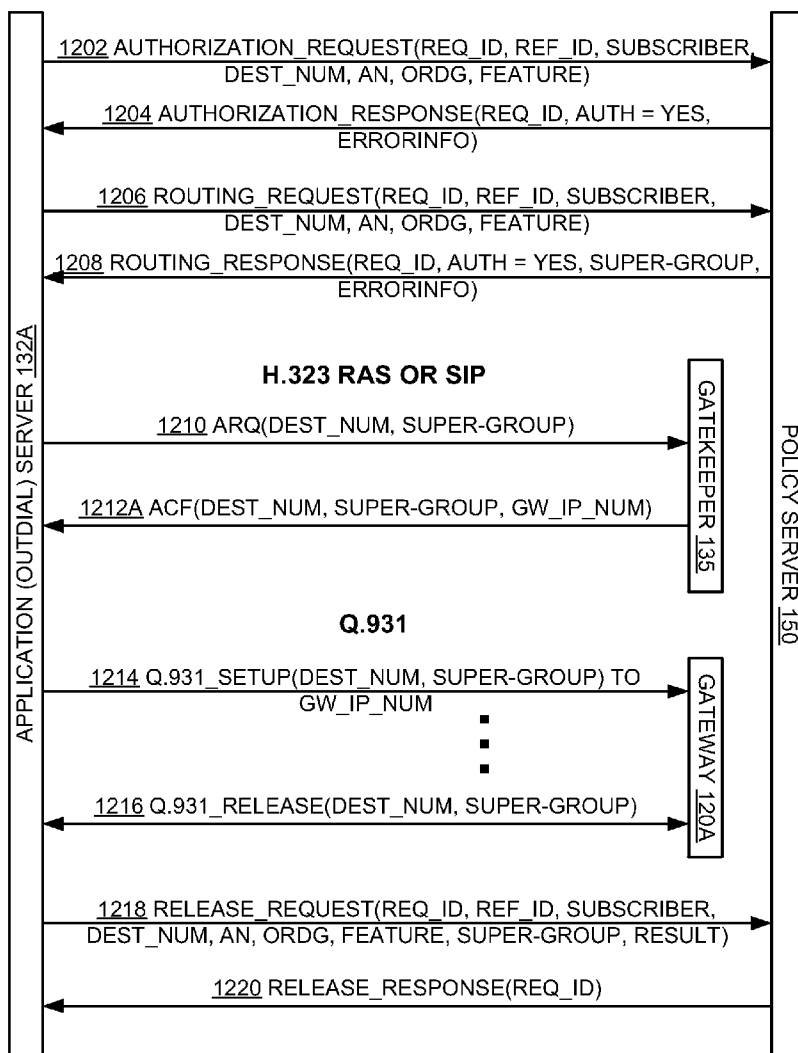 1202 AUTHORIZATION_REQUEST(REQ_ID, REF_ID, SUBSCRIBER,
DEST_NUM, AN, ORDG, FEATURE)
1204 AUTHORIZATION_RESPONSE(REQ_ID, AUTH = YES,
ERRORINFO)
1206 ROUTING_REQUEST(REQ_ID, REF_ID, SUBSCRIBER,
DEST_NUM, AN, ORDG, FEATURE)
1208 ROUTING_RESPONSE(REQ_ID, AUTH = YES, SUPER-GROUP,
ERRORINFO)
APPLICATION (OUTDIAL) SERVER 132A
H.323 RAS OR SIP
1210 ARQ(DEST_NUM, SUPER-GROUP)
1212A ACF(DEST_NUM, SUPER-GROUP, GW_IP_NUM)
GATEKEEPER 135
POLICY SERVER 150
Q.931
1214 Q.931_SETUP(DEST_NUM, SUPER-GROUP) TO
GW_IP_NUM
1216 Q.931_RELEASE(DEST_NUM, SUPER-GROUP)
GATEWAY 120A
1218 RELEASE_REQUEST(REQ_ID, REF_ID, SUBSCRIBER,
DEST_NUM, AN, ORDG, FEATURE, SUPER-GROUP, RESULT)
1220 RELEASE_RESPONSE(REQ_ID)